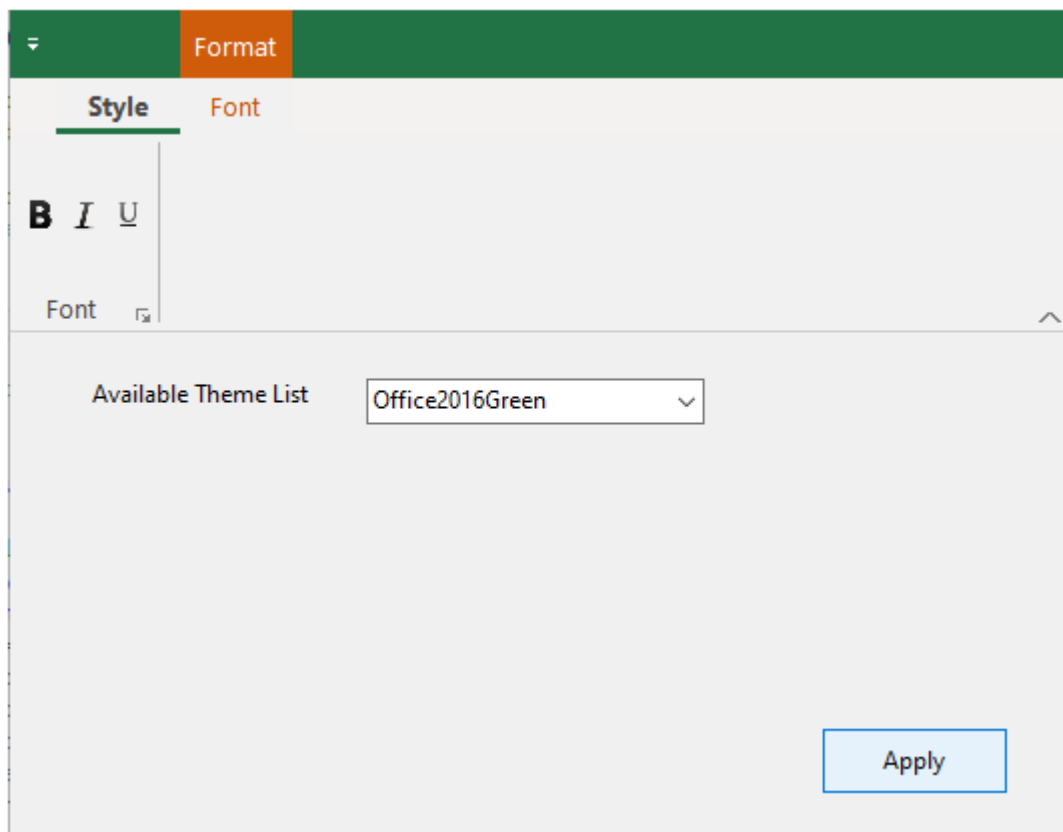 Format
Style Font
B I U
Font
Available Theme List Office2016Green
Apply